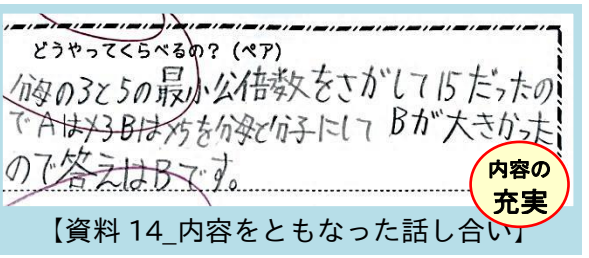 どうやってくらべるの？（ペア）
分母の3と5の最小公倍数をさがして15だったの
でAは×3Bは×5を分母と分子にして Bが大きかった
ので答えはBです。
内容の
充実
【資料 14_内容をともなった話し合い】